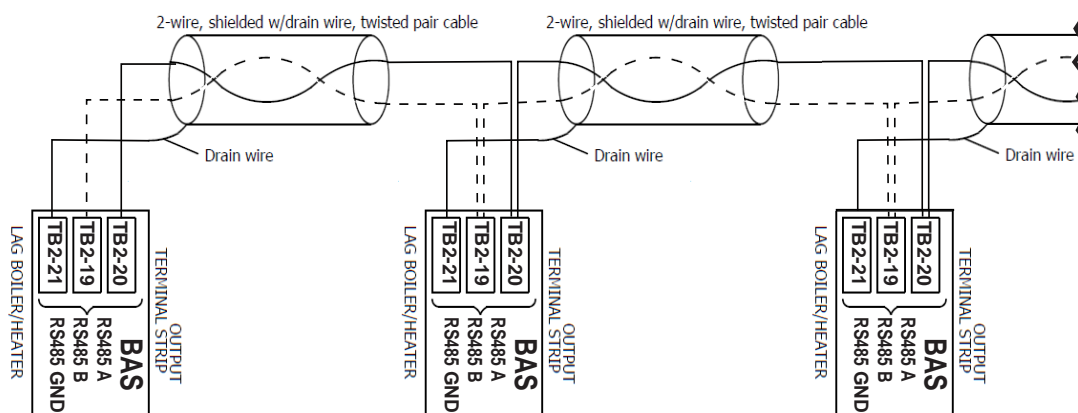 2-wire, shielded w/drain wire, twisted pair cable
2-wire, shielded w/drain wire, twisted pair cable
Drain wire
Drain wire
Drain wire
LAG BOILER/HEATER
TB2-21
TB2-19
TB2-20
RS485 GND
RS485 B
RS485 A
BAS
OUTPUT
TERMINAL STRIP
LAG BOILER/HEATER
TB2-21
TB2-19
TB2-20
RS485 GND
RS485 B
RS485 A
BAS
OUTPUT
TERMINAL STRIP
LAG BOILER/HEATER
TB2-21
TB2-19
TB2-20
RS485 GND
RS485 B
RS485 A
BAS
OUTPUT
TERMINAL STRIP